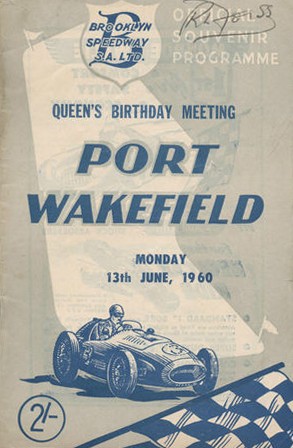 BROOKLYN
SPEEDWAY
S.A. LTD.
B
OFFICIAL
SOUVENIR
PROGRAMME
QUEEN'S BIRTHDAY MEETING
PORT
WAKEFIELD
MONDAY
13th JUNE, 1960
2/-